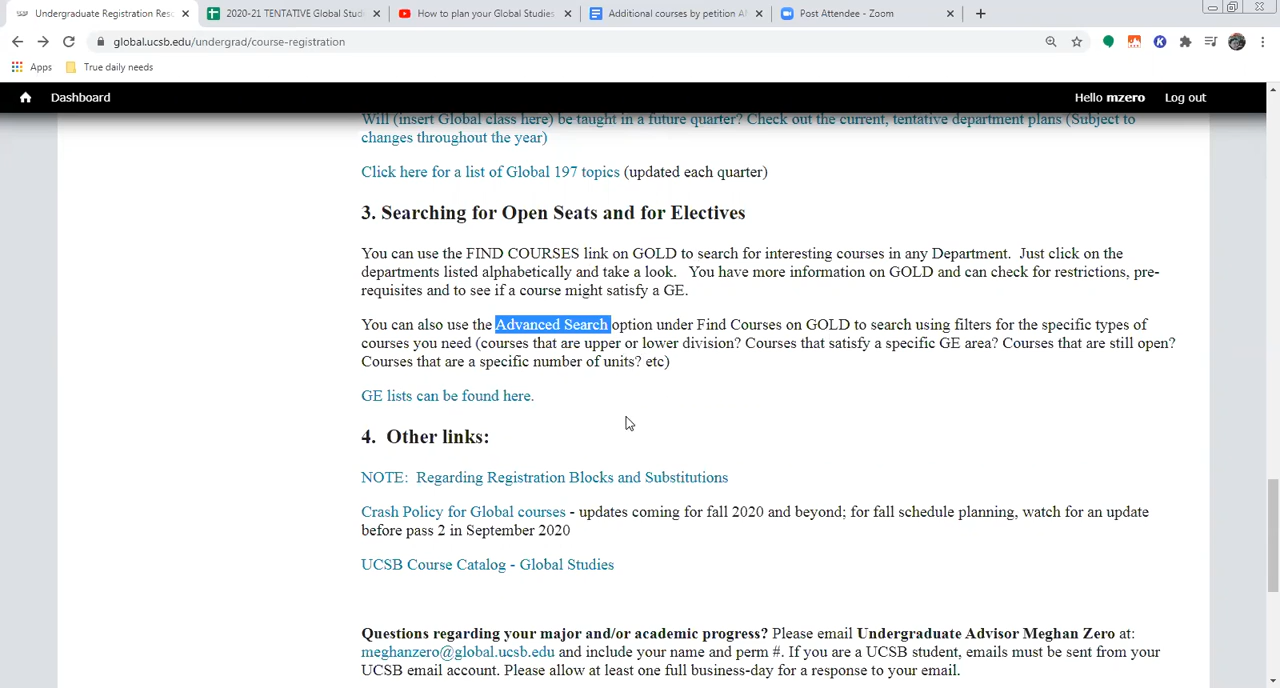 Undergraduate Registration Reso
2020-21 TENTATIVE Global Studi
How to plan your Global Studies
Additional courses by petition AN
Post Attendee - Zoom
global.ucsb.edu/undergrad/course-registration
Apps
True daily needs
Dashboard
Hello mzero
Log out
Will (insert Global class here) be taught in a future quarter? Check out the current, tentative department plans (Subject to
changes throughout the year)
Click here for a list of Global 197 topics (updated each quarter)
3. Searching for Open Seats and for Electives
You can use the FIND COURSES link on GOLD to search for interesting courses in any Department.  Just click on the
departments listed alphabetically and take a look.   You have more information on GOLD and can check for restrictions, pre-
requisites and to see if a course might satisfy a GE.
You can also use the Advanced Search option under Find Courses on GOLD to search using filters for the specific types of
courses you need (courses that are upper or lower division? Courses that satisfy a specific GE area? Courses that are still open?
Courses that are a specific number of units? etc)
GE lists can be found here.
4.  Other links:
NOTE:  Regarding Registration Blocks and Substitutions
Crash Policy for Global courses - updates coming for fall 2020 and beyond; for fall schedule planning, watch for an update
before pass 2 in September 2020
UCSB Course Catalog - Global Studies
Questions regarding your major and/or academic progress? Please email Undergraduate Advisor Meghan Zero at:
meghanzero@global.ucsb.edu and include your name and perm #. If you are a UCSB student, emails must be sent from your
UCSB email account. Please allow at least one full business-day for a response to your email.